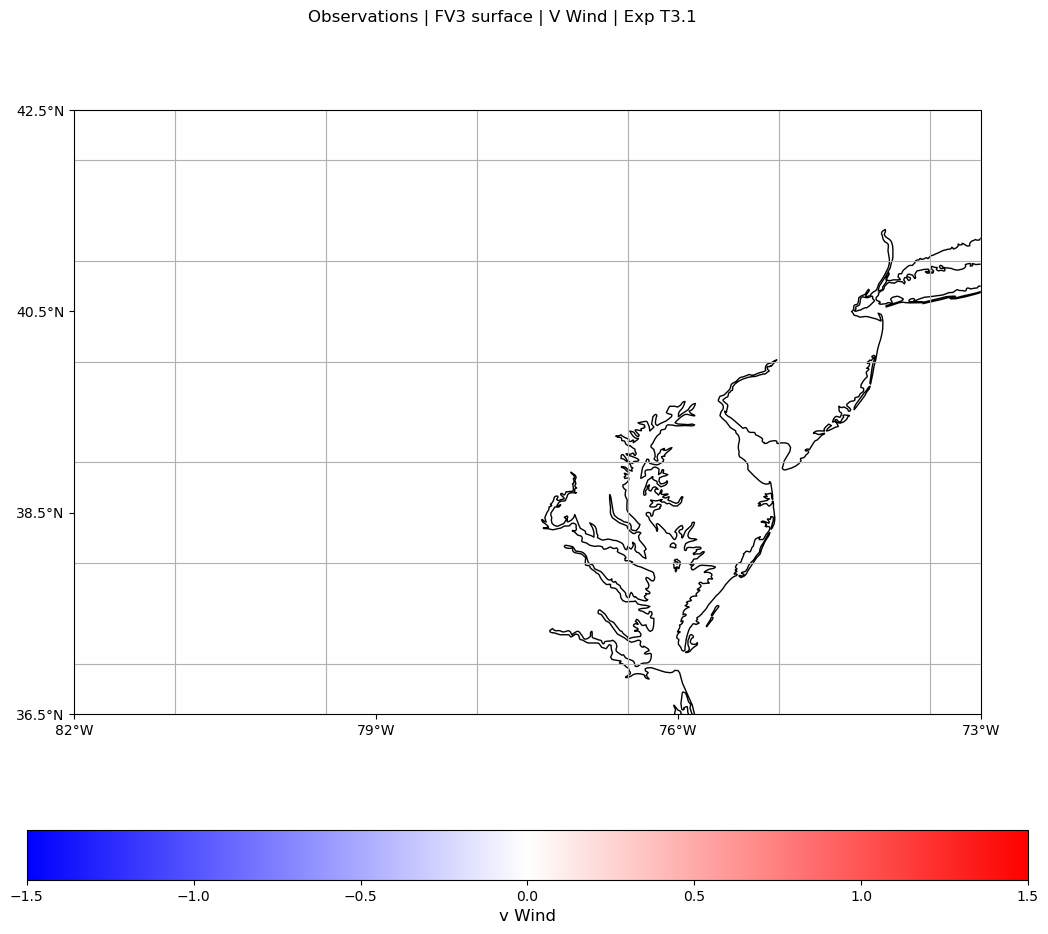 Observations | FV3 surface | V Wind | Exp T3.1
42.5°N
40.5°N
38.5°N
36.5°N
82°W 79°W 76°W 73°W
−1.5 −1.0 −0.5 0.0 0.5 1.0 1.5
v Wind